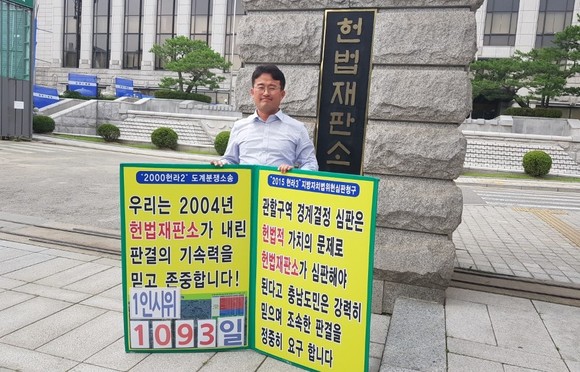 헌법재판소
"2000헌라2" 도계분쟁소송
우리는 2004년
헌법재판소가 내린
판결의 기속력을
믿고 존중합니다!
1인시위
1093일
"2015 헌라3" 지방자치법위헌심판청구
관할구역 경계결정 심판은
헌법적 가치의 문제로
헌법재판소가 심판해야
된다고 충남도민은 강력히
믿으며 조속한 판결을
정중히 요구 합니다